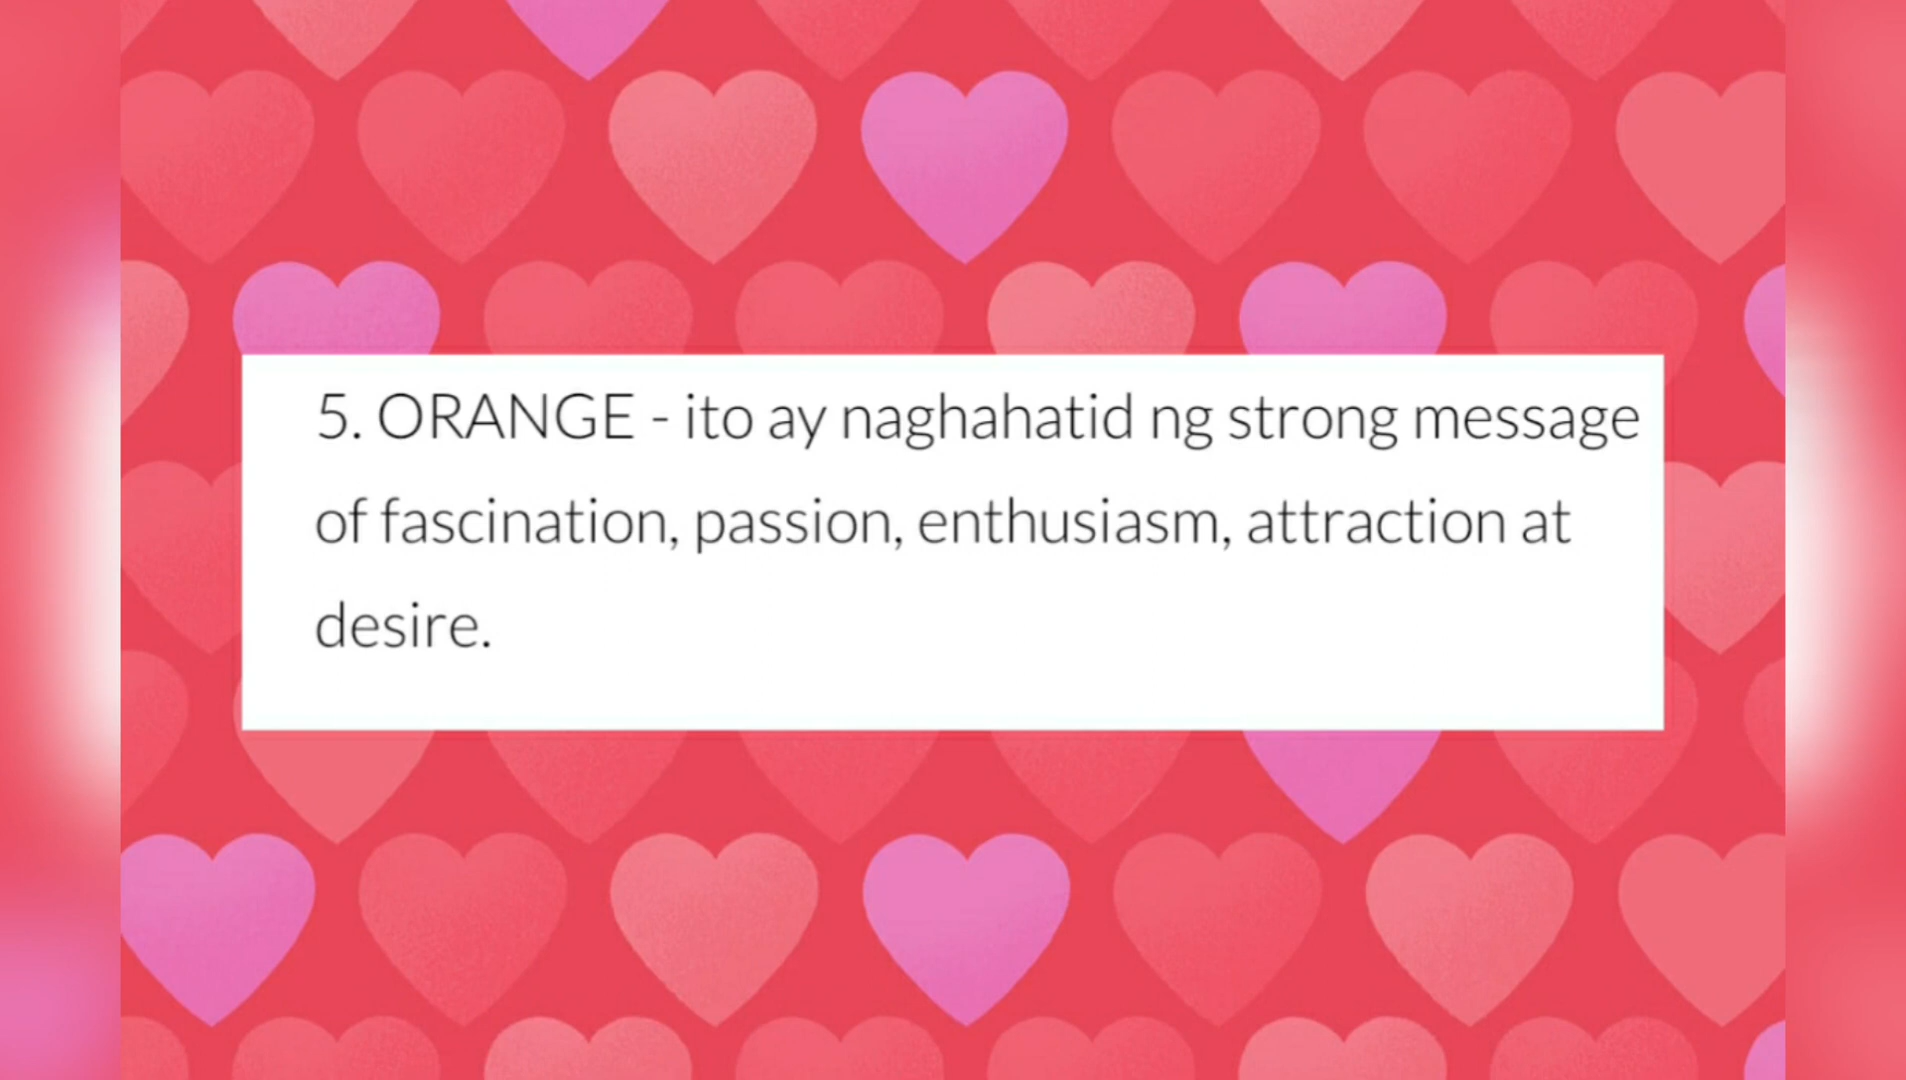 5. ORANGE - ito ay naghahatid ng strong message
of fascination, passion, enthusiasm, attraction at
desire.